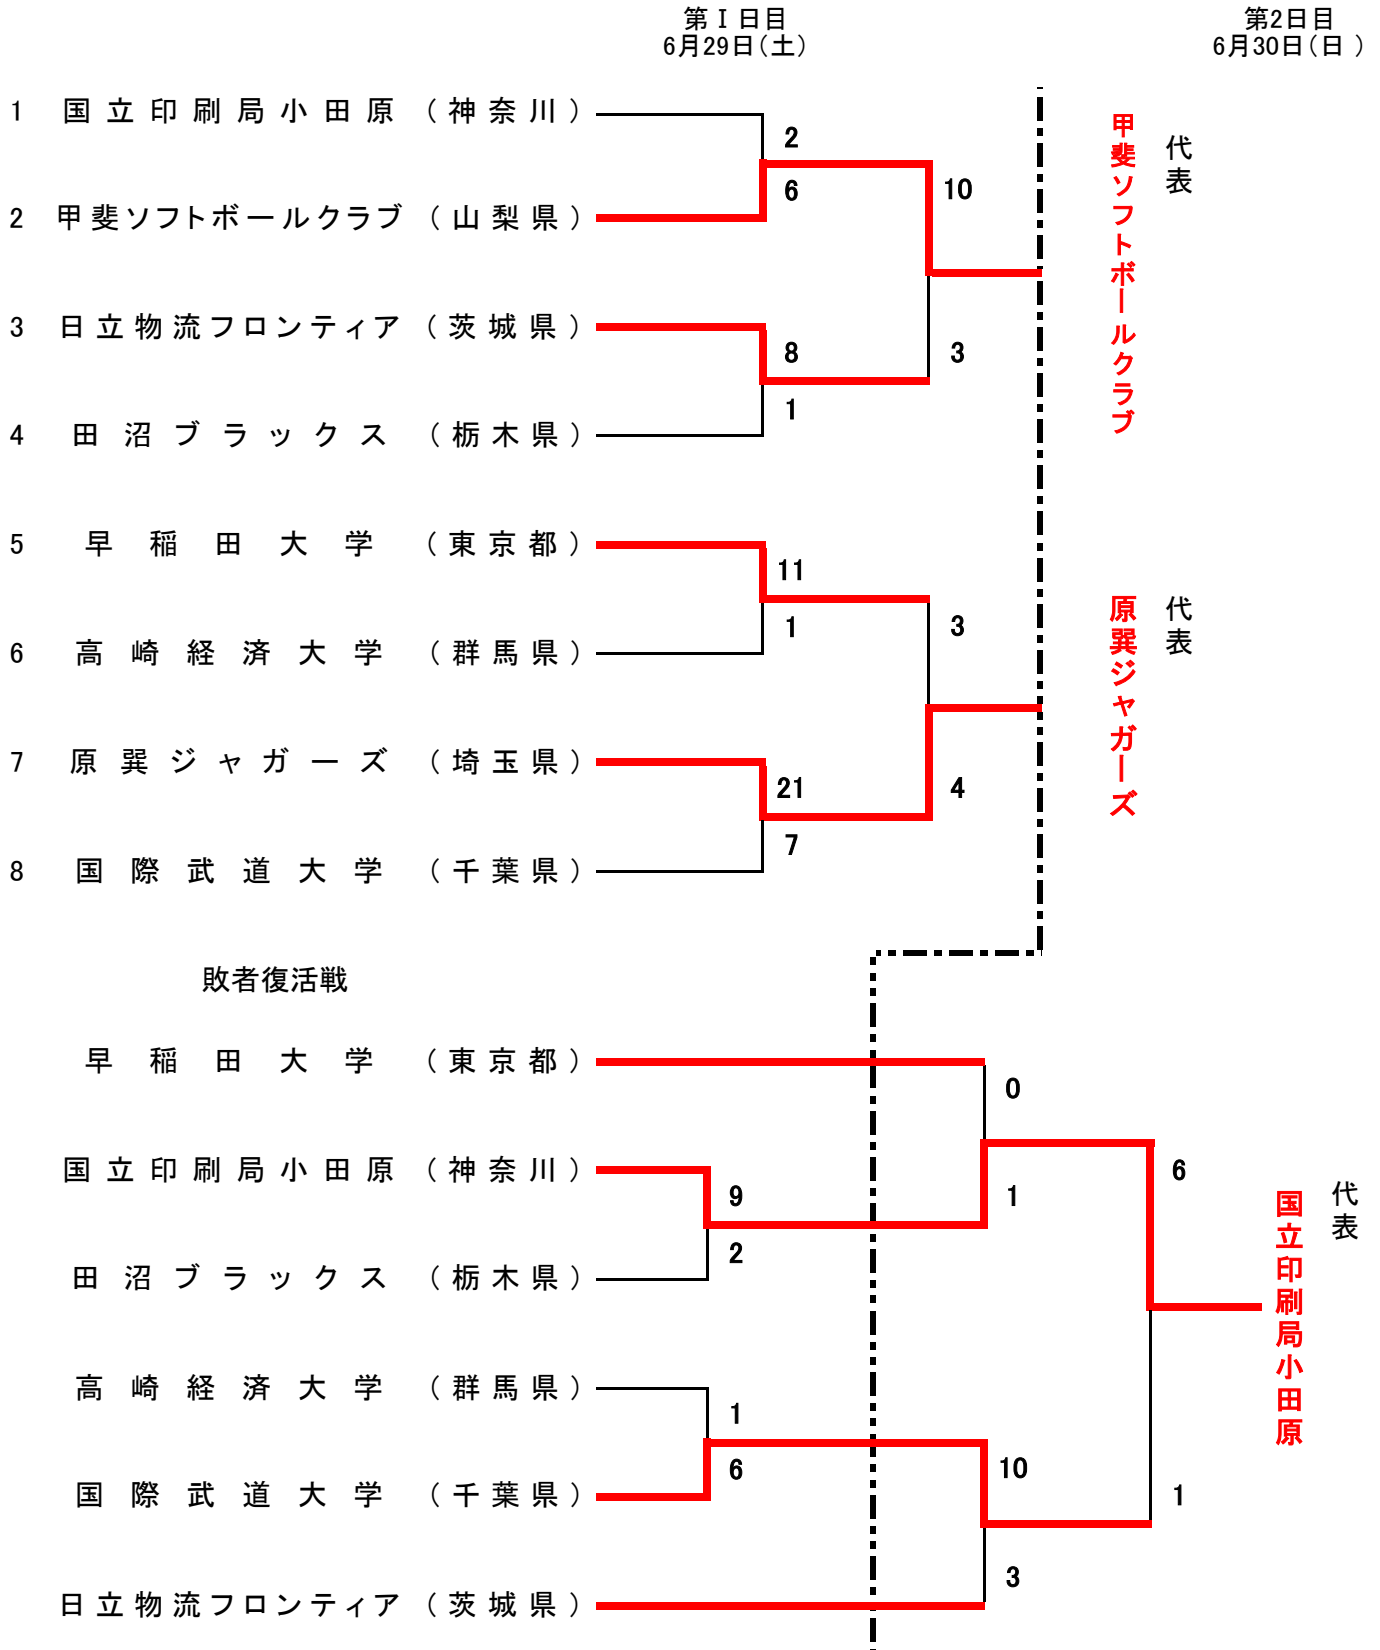 第Ⅰ日目
6月29日(土)
第2日目
6月30日(日 )
1 国立印刷局小田原 (神奈川)
2
6
2 甲斐ソフトボールクラブ (山梨県)
10
甲斐ソフトボールクラブ
代表
3 日立物流フロンティア (茨城県)
8
1
3
4 田沼ブラックス (栃木県)
5 早稲田大学 (東京都)
11
1
3
6 高崎経済大学 (群馬県)
原巽ジャガーズ
代表
7 原巽ジャガーズ (埼玉県)
21
7
4
8 国際武道大学 (千葉県)
敗者復活戦
早稲田大学 (東京都)
0
国立印刷局小田原 (神奈川)
9
2
1
6
田沼ブラックス (栃木県)
国立印刷局小田原
代表
高崎経済大学 (群馬県)
1
6
10
1
国際武道大学 (千葉県)
3
日立物流フロンティア (茨城県)